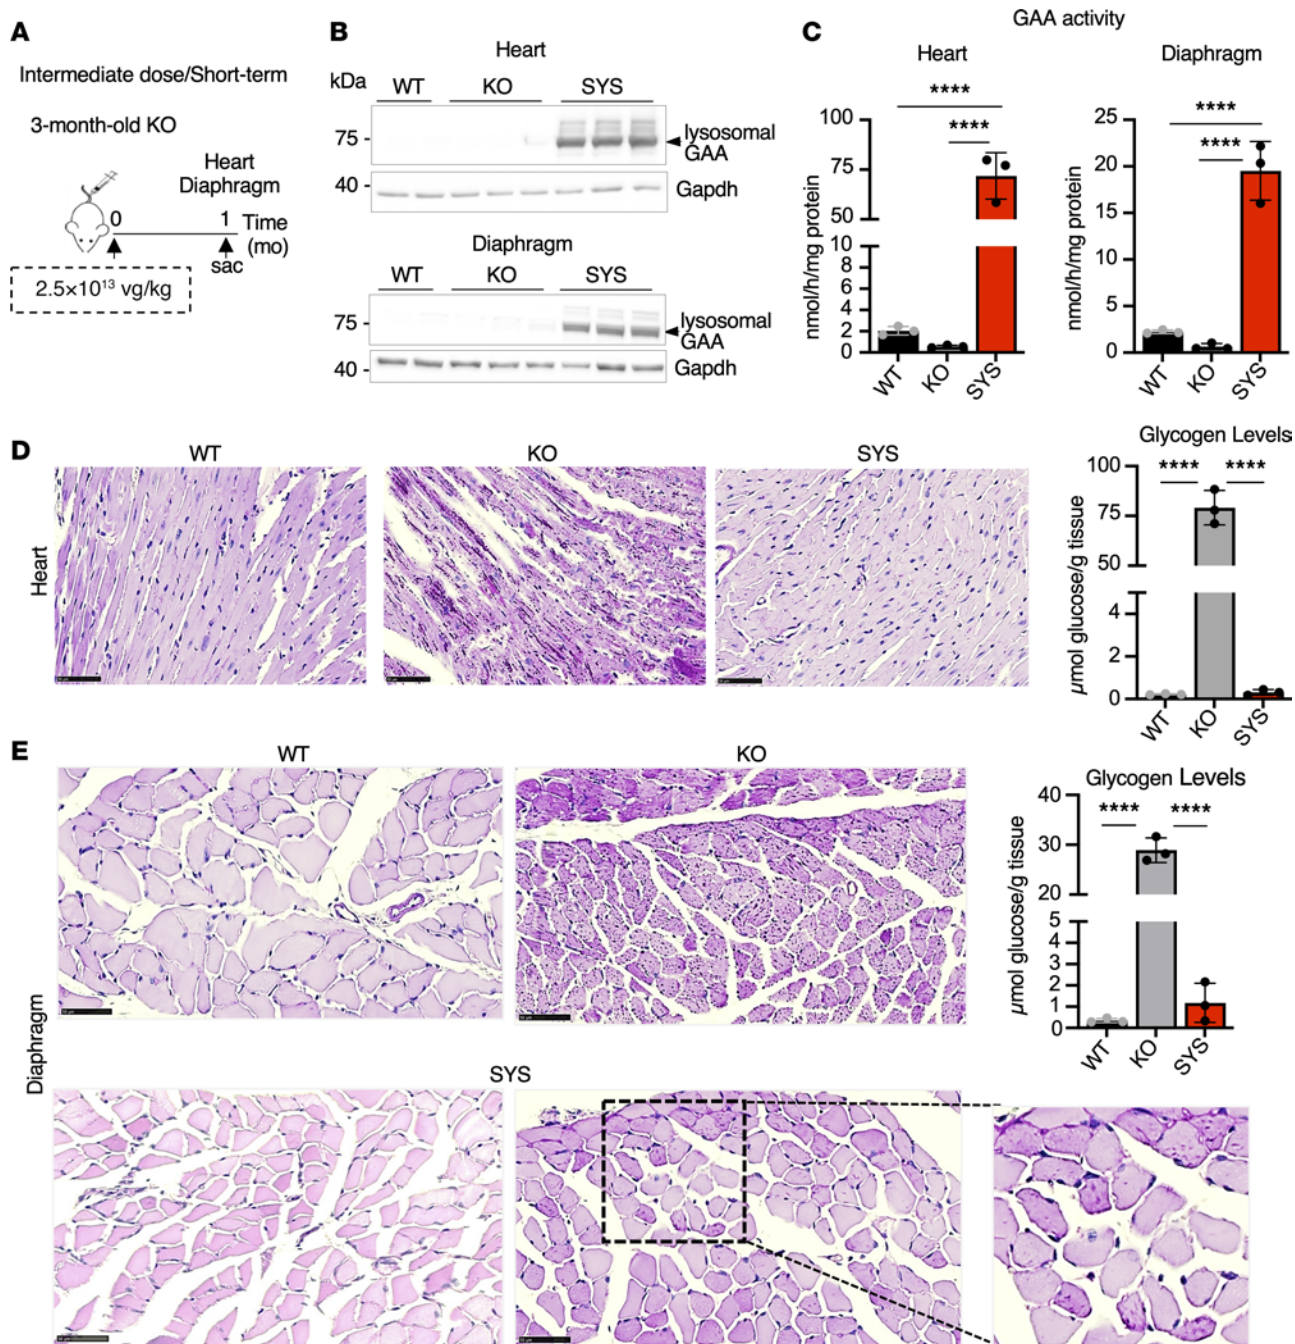 A
Intermediate dose/Short-term
3-month-old KO
Heart
Diaphragm
0
1
Time
(mo)
sac
2.5×10¹³ vg/kg
B
Heart
kDa
WT
KO
SYS
75
lysosomal
GAA
40
Gapdh
Diaphragm
WT
KO
SYS
75
lysosomal
GAA
40
Gapdh
C
GAA activity
Heart
nmol/h/mg protein
100
75
50
10
8
6
4
2
0
****
****
WT
KO
SYS
Diaphragm
nmol/h/mg protein
25
20
15
10
5
0
****
****
WT
KO
SYS
D
Heart
WT
KO
SYS
Glycogen Levels
µmol glucose/g tissue
100
75
50
4
2
0
****
****
WT
KO
SYS
E
Diaphragm
WT
KO
SYS
Glycogen Levels
µmol glucose/g tissue
40
30
20
5
4
3
2
1
0
****
****
WT
KO
SYS